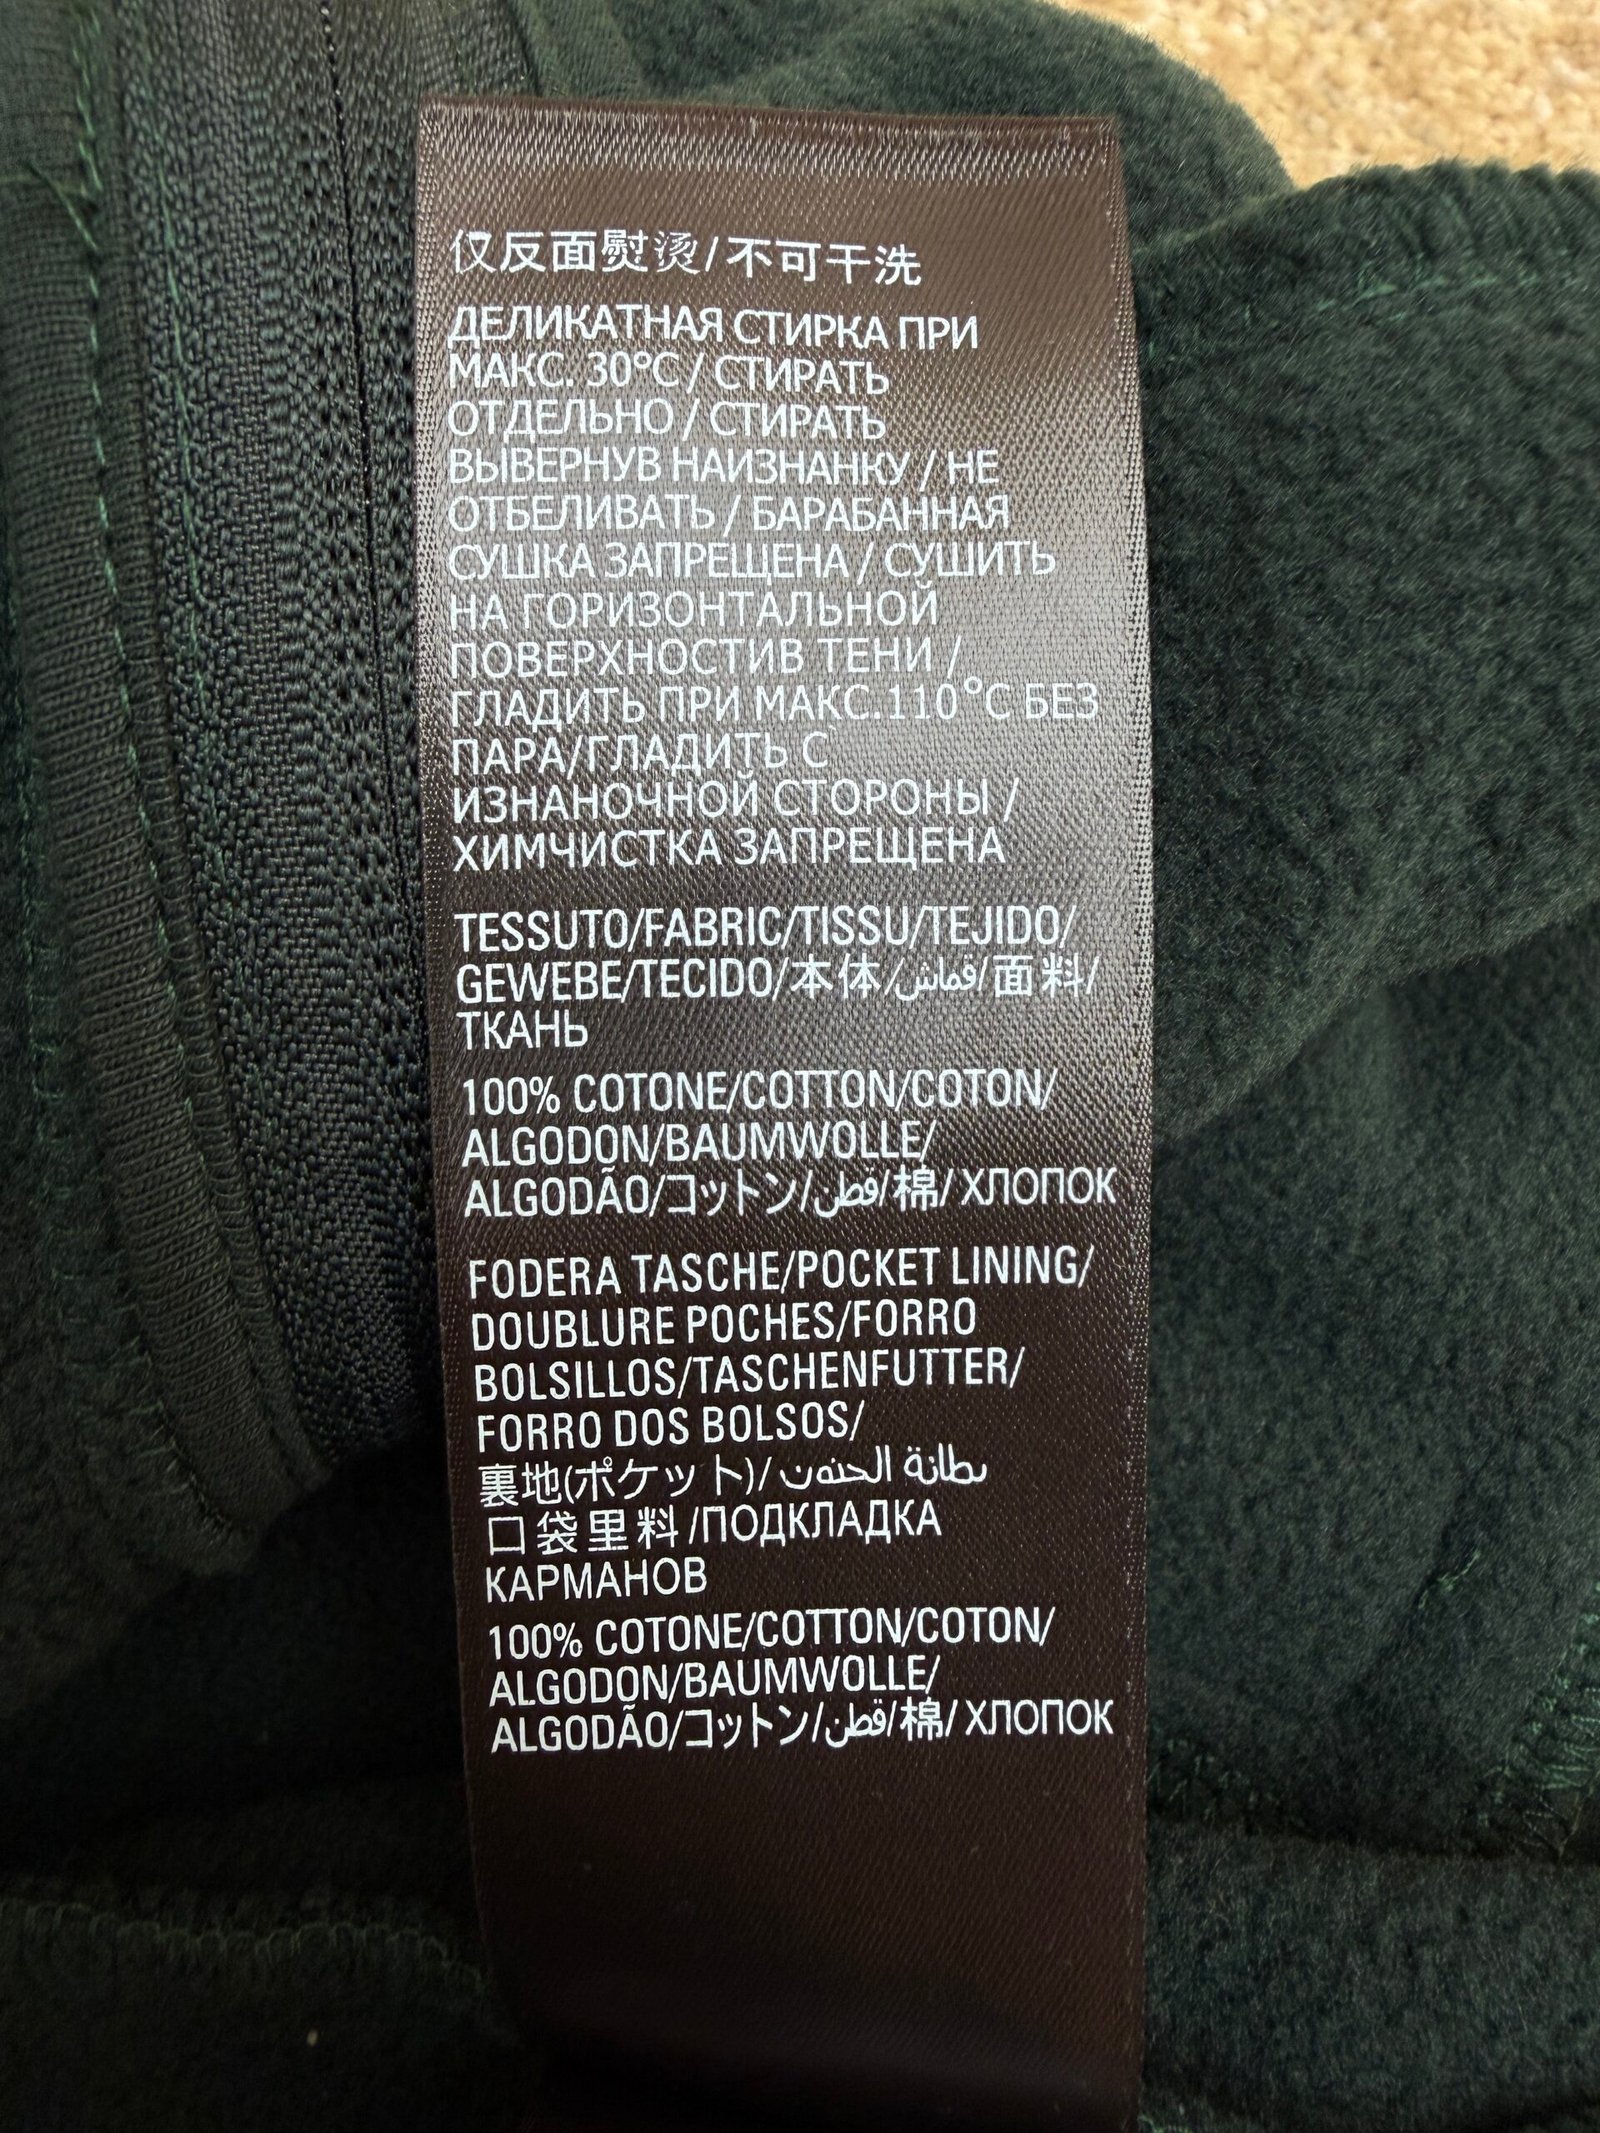 仅反面熨烫/不可干洗
ДЕЛИКАТНАЯ СТИРКА ПРИ
МАКС. 30°C / СТИРАТЬ
ОТДЕЛЬНО / СТИРАТЬ
ВЫВЕРНУВ НАИЗНАНКУ / НЕ
ОТБЕЛИВАТЬ / БАРАБАННАЯ
СУШКА ЗАПРЕЩЕНА / СУШИТЬ
НА ГОРИЗОНТАЛЬНОЙ
ПОВЕРХНОСТИВ ТЕНИ /
ГЛАДИТЬ ПРИ МАКС.110°C БЕЗ
ПАРА/ГЛАДИТЬ С
ИЗНАНОЧНОЙ СТОРОНЫ /
ХИМЧИСТКА ЗАПРЕЩЕНА
TESSUTO/FABRIC/TISSU/TEJIDO/
GEWEBE/TECIDO/本体/قماش/面料/
ТКАНЬ
100% COTONE/COTTON/COTON/
ALGODON/BAUMWOLLE/
ALGODÃO/コットン/قطن/棉/ ХЛОПОК
FODERA TASCHE/POCKET LINING/
DOUBLURE POCHES/FORRO
BOLSILLOS/TASCHENFUTTER/
FORRO DOS BOLSOS/
裏地(ポケット)/ بطانة الجيوب
口袋里料/ПОДКЛАДКА
КАРМАНОВ
100% COTONE/COTTON/COTON/
ALGODON/BAUMWOLLE/
ALGODÃO/コットン/قطن/棉/ ХЛОПОК